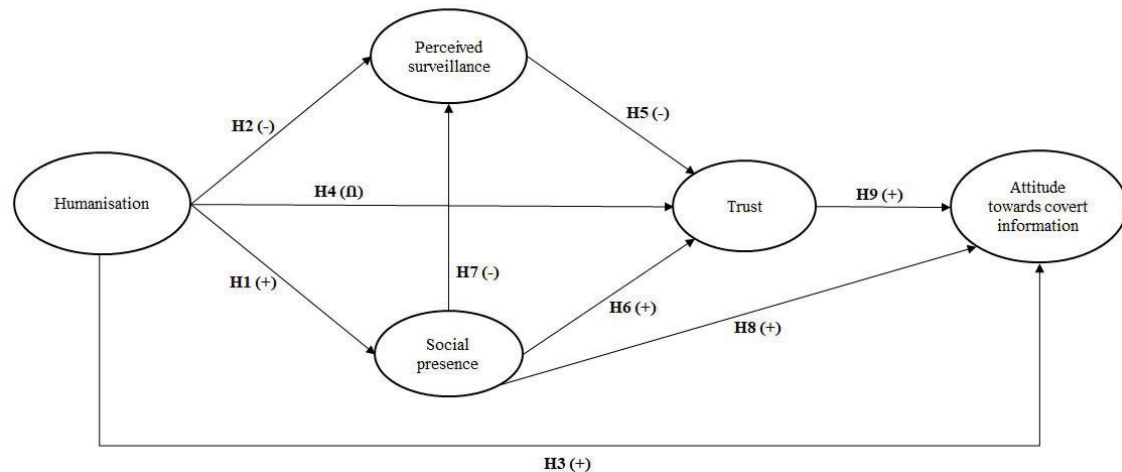 Perceived
surveillance
H2 (-)
H5 (-)
Humanisation
H4 (Ω)
Trust
H9 (+)
Attitude
towards covert
information
H1 (+)
H7 (-)
H6 (+)
H8 (+)
Social
presence
H3 (+)